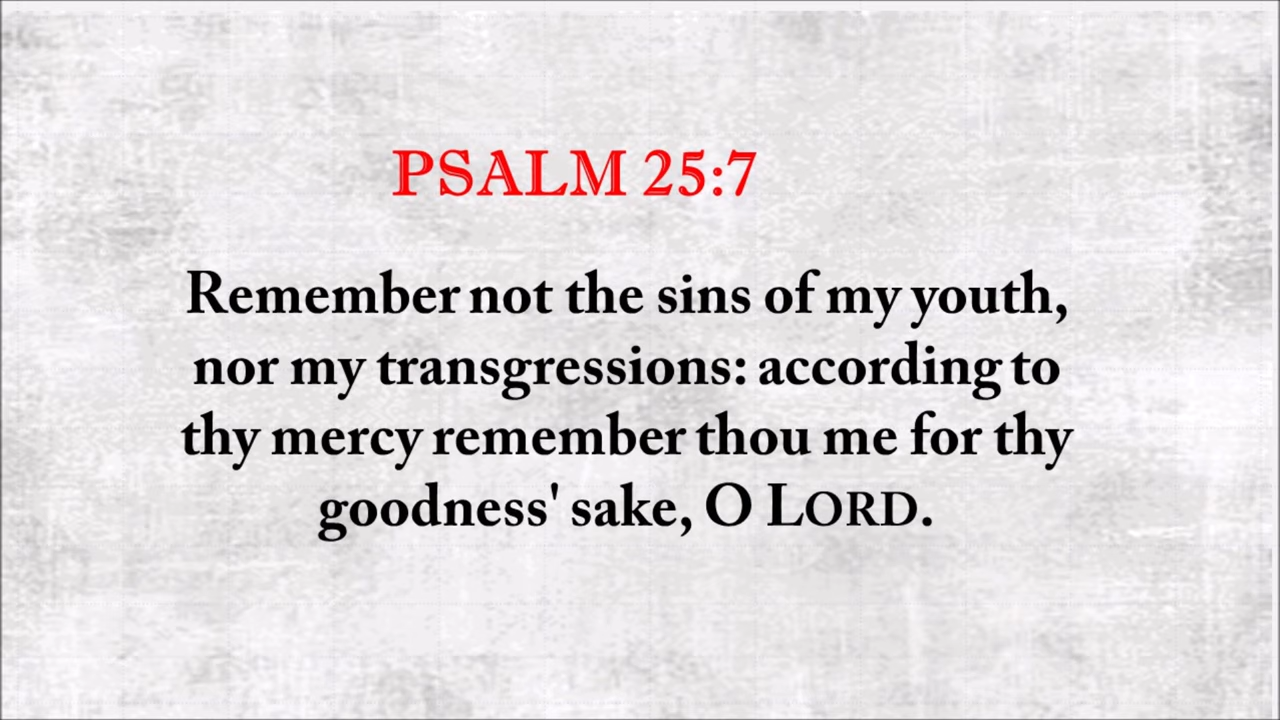 PSALM 25:7
Remember not the sins of my youth,
nor my transgressions: according to
thy mercy remember thou me for thy
goodness' sake, O LORD.